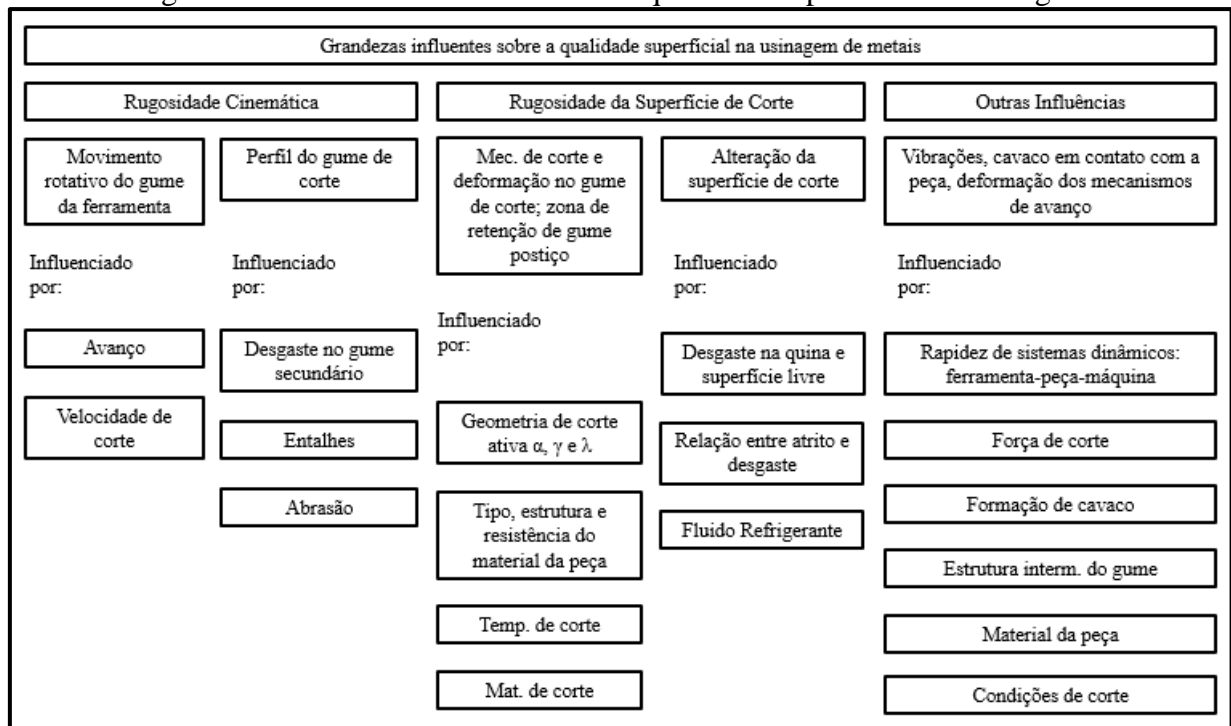 Grandezas influentes sobre a qualidade superfícial na usinagem de metais
Rugosidade Cinemática
Rugosidade da Superfície de Corte
Outras Influências
Movimento
rotativo do gume
da ferramenta
Influenciado
por:
Avanço
Velocidade de
corte
Perfil do gume de
corte
Influenciado
por:
Desgaste no gume
secundário
Entalhes
Abrasão
Mec. de corte e
deformação no gume
de corte; zona de
retenção de gume
postiço
Influenciado
por:
Geometria de corte
ativa α, γ e λ
Tipo, estrutura e
resistência do
material da peça
Temp. de corte
Mat. de corte
Alteração da
superfície de corte
Influenciado
por:
Desgaste na quina e
superfície livre
Relação entre atrito e
desgaste
Fluido Refrigerante
Vibrações, cavaco em contato com a
peça, deformação dos mecanismos
de avanço
Influenciado
por:
Rapidez de sistemas dinâmicos:
ferramenta-peça-máquina
Força de corte
Formação de cavaco
Estrutura interm. do gume
Material da peça
Condições de corte